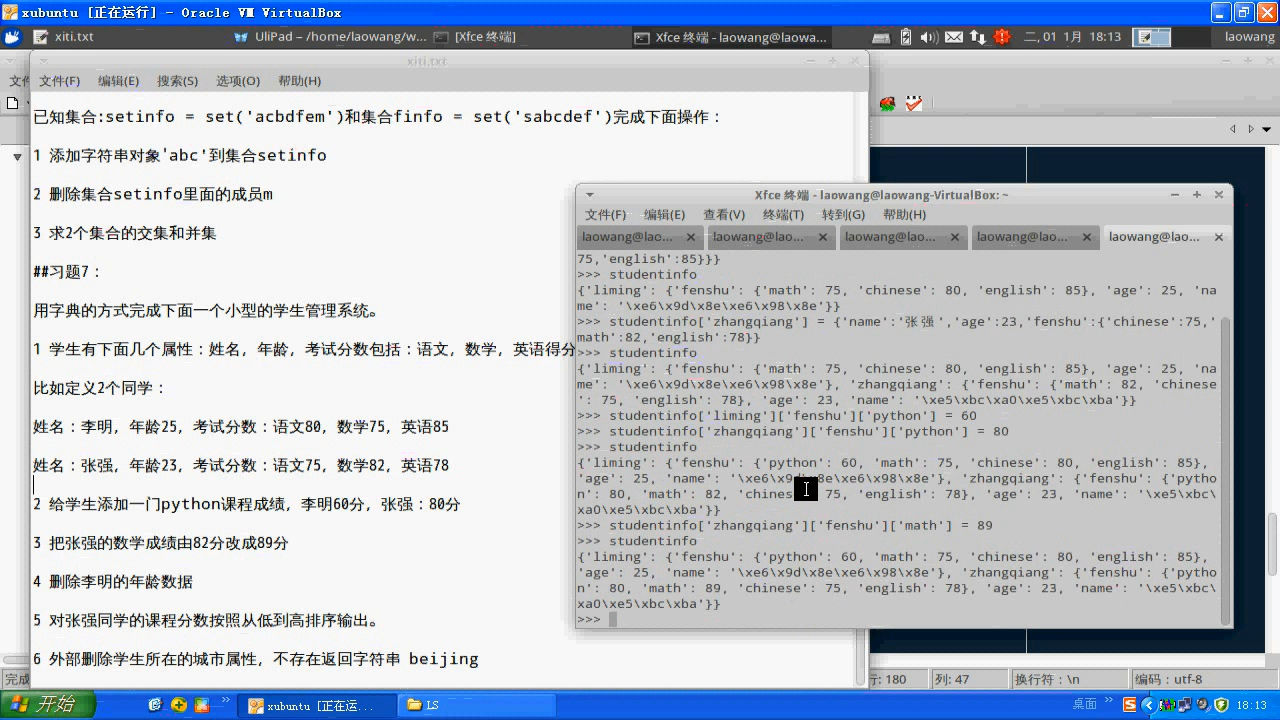 xubuntu [正在运行] - Oracle VM VirtualBox
xiti.txt
UliPad – /home/laowang/w...
[Xfce 终端]
Xfce 终端 - laowang@laowa...
二, 01 1月 18:13
laowang
xiti.txt
文件(F) 编辑(E) 搜索(S) 选项(O) 帮助(H)
已知集合:setinfo = set('acbdfem')和集合finfo = set('sabcdef')完成下面操作：
1 添加字符串对象'abc'到集合setinfo
2 删除集合setinfo里面的成员m
3 求2个集合的交集和并集
##习题7：
用字典的方式完成下面一个小型的学生管理系统。
1 学生有下面几个属性：姓名，年龄，考试分数包括：语文，数学，英语得分
比如定义2个同学：
姓名：李明，年龄25，考试分数：语文80，数学75，英语85
姓名：张强，年龄23，考试分数：语文75，数学82，英语78
2 给学生添加一门python课程成绩，李明60分，张强：80分
3 把张强的数学成绩由82分改成89分
4 删除李明的年龄数据
5 对张强同学的课程分数按照从低到高排序输出。
6 外部删除学生所在的城市属性，不存在返回字符串 beijing
Xfce 终端 - laowang@laowang-VirtualBox: ~
文件(F) 编辑(E) 查看(V) 终端(T) 转到(G) 帮助(H)
laowang@lao... laowang@lao... laowang@lao... laowang@lao... laowang@lao...
75,'english':85}}}
>>> studentinfo
{'liming': {'fenshu': {'math': 75, 'chinese': 80, 'english': 85}, 'age': 25, 'na
me': '\xe6\x9d\x8e\xe6\x98\x8e'}}
>>> studentinfo['zhangqiang'] = {'name':'张强','age':23,'fenshu':{'chinese':75,'
math':82,'english':78}}
>>> studentinfo
{'liming': {'fenshu': {'math': 75, 'chinese': 80, 'english': 85}, 'age': 25, 'na
me': '\xe6\x9d\x8e\xe6\x98\x8e'}, 'zhangqiang': {'fenshu': {'math': 82, 'chinese
': 75, 'english': 78}, 'age': 23, 'name': '\xe5\xbc\xa0\xe5\xbc\xba'}}
>>> studentinfo['liming']['fenshu']['python'] = 60
>>> studentinfo['zhangqiang']['fenshu']['python'] = 80
>>> studentinfo
{'liming': {'fenshu': {'python': 60, 'math': 75, 'chinese': 80, 'english': 85},
'age': 25, 'name': '\xe6\x9d\x8e\xe6\x98\x8e'}, 'zhangqiang': {'fenshu': {'pytho
n': 80, 'math': 82, 'chines 75, 'english': 78}, 'age': 23, 'name': '\xe5\xbc\
xa0\xe5\xbc\xba'}}
>>> studentinfo['zhangqiang']['fenshu']['math'] = 89
>>> studentinfo
{'liming': {'fenshu': {'python': 60, 'math': 75, 'chinese': 80, 'english': 85},
'age': 25, 'name': '\xe6\x9d\x8e\xe6\x98\x8e'}, 'zhangqiang': {'fenshu': {'pytho
n': 80, 'math': 89, 'chinese': 75, 'english': 78}, 'age': 23, 'name': '\xe5\xbc\
xa0\xe5\xbc\xba'}}
>>>
完成
行: 180 列: 47 换行符: \n 编码: utf-8
开始
xubuntu [正在运...
LS
桌面
18:13